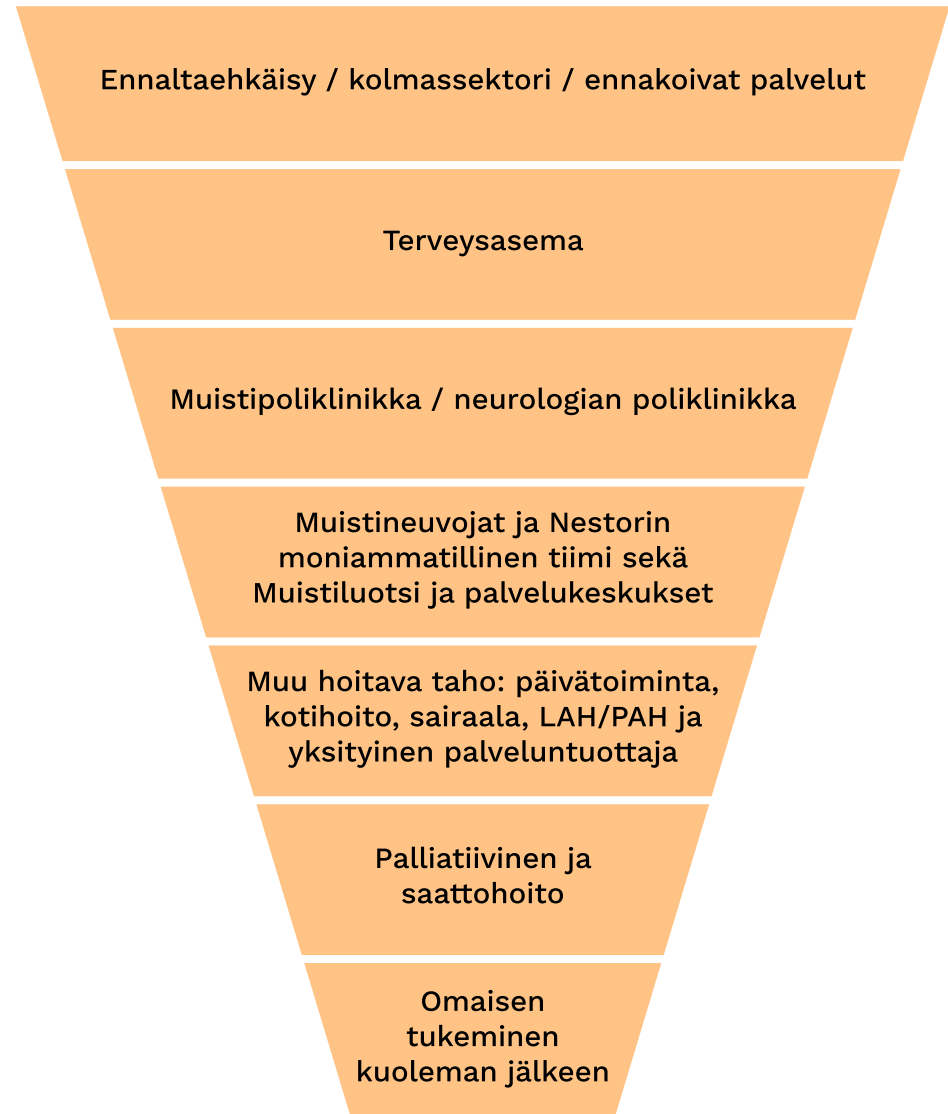 Ennaltaehkäisy / kolmassektori / ennakoivat palvelut
Terveysasema
Muistipoliklinikka / neurologian poliklinikka
Muistineuvojat ja Nestorin
moniammatillinen tiimi sekä
Muistiluotsi ja palvelukeskukset
Muu hoitava taho: päivätoiminta,
kotihoito, sairaala, LAH/PAH ja
yksityinen palveluntuottaja
Palliatiivinen ja
saattohoito
Omaisen
tukeminen
kuoleman jälkeen